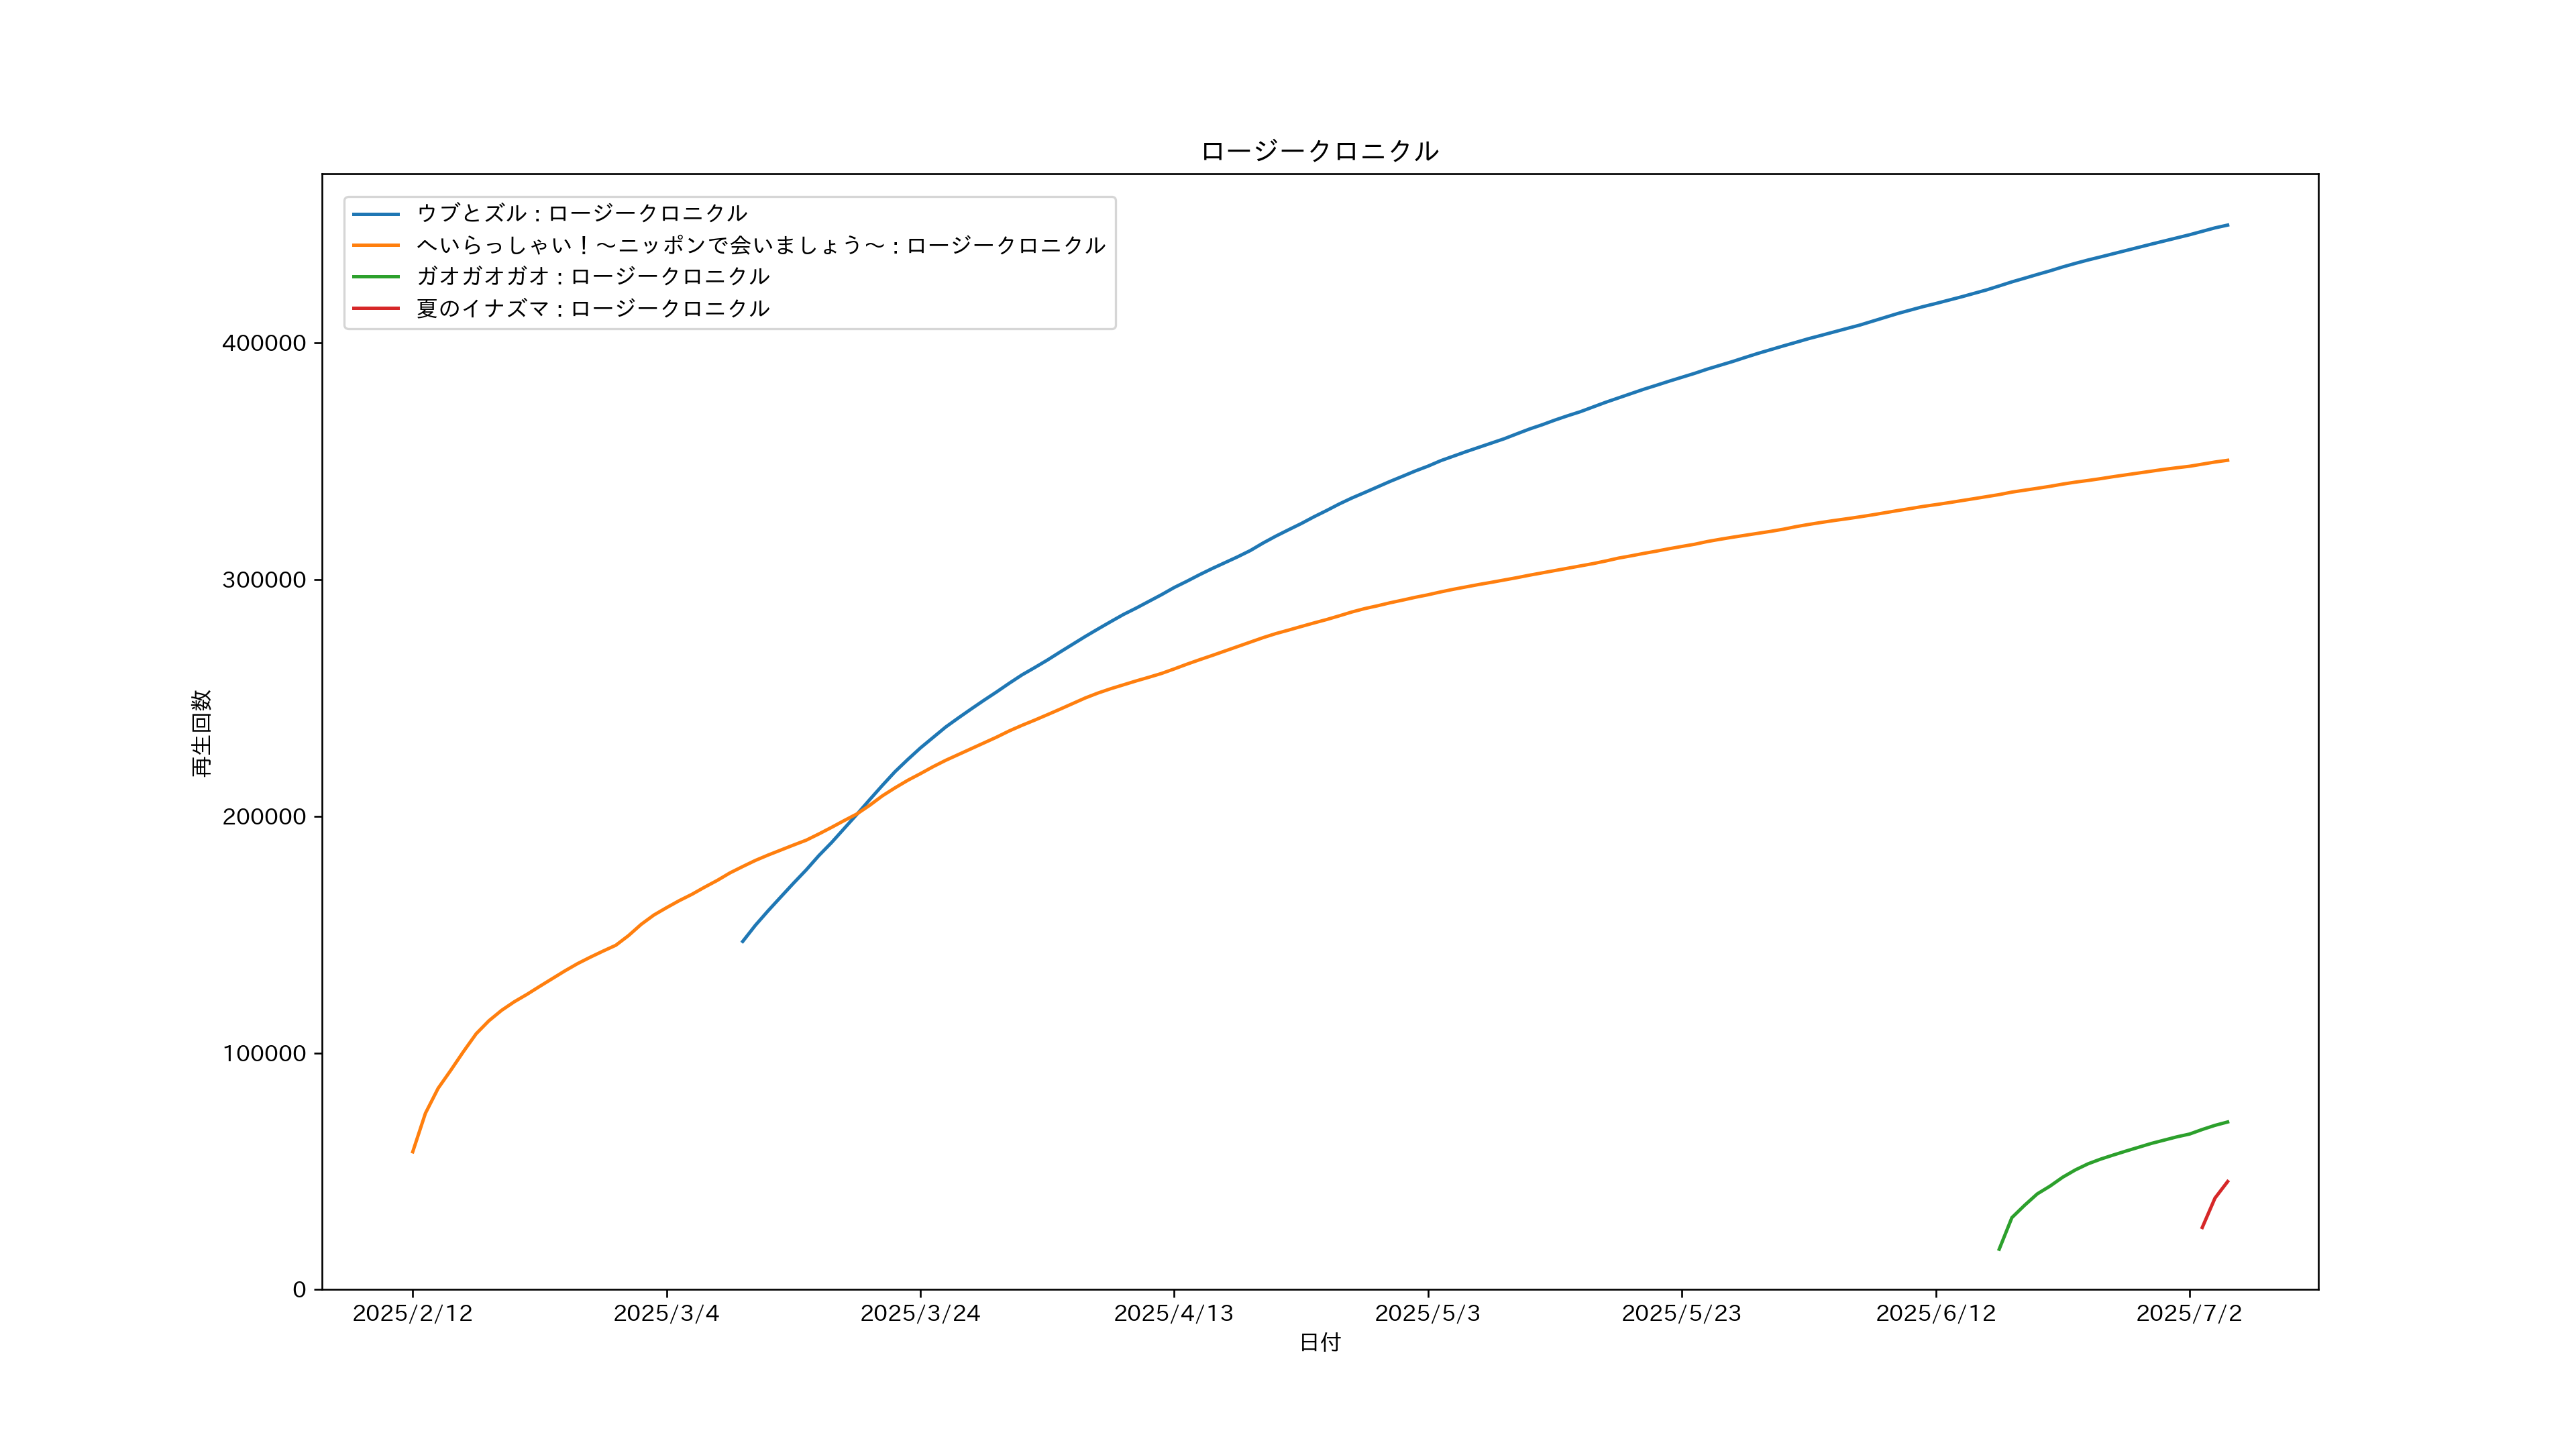 ロージークロニクル
ウブとズル : ロージークロニクル
へいらっしゃい！～ニッポンで会いましょう～ : ロージークロニクル
ガオガオガオ : ロージークロニクル
夏のイナズマ : ロージークロニクル
400000
300000
200000
100000
0
再生回数
2025/2/12 2025/3/4 2025/3/24 2025/4/13 2025/5/3 2025/5/23 2025/6/12 2025/7/2
日付